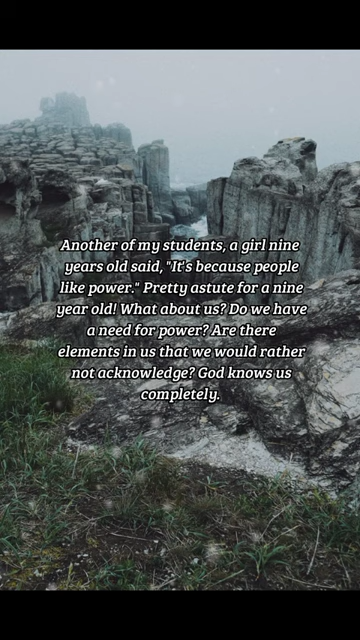 Another of my students, a girl nine
years old said, "It's because people
like power." Pretty astute for a nine
year old! What about us? Do we have
a need for power? Are there
elements in us that we would rather
not acknowledge? God knows us
completely.